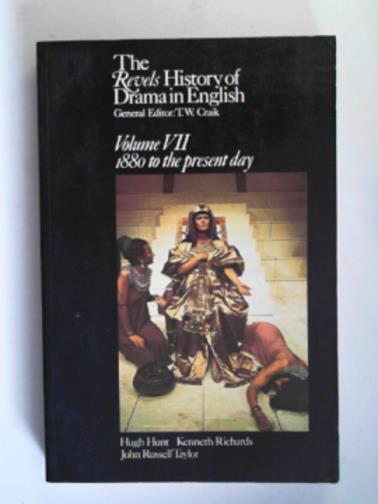 The
Revels History of
Drama in English
General Editor: T.W. Craik
Volume VII
1880 to the present day
Hugh Hunt Kenneth Richards
John Russell Taylor